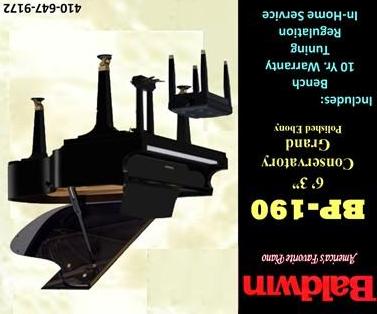 Baldwin
America's Favorite Piano
BP-190
6' 3"
Conservatory
Grand
Polished Ebony
Includes:
Bench
10 Yr. Warranty
Tuning
Regulation
In-Home Service
410-647-9172